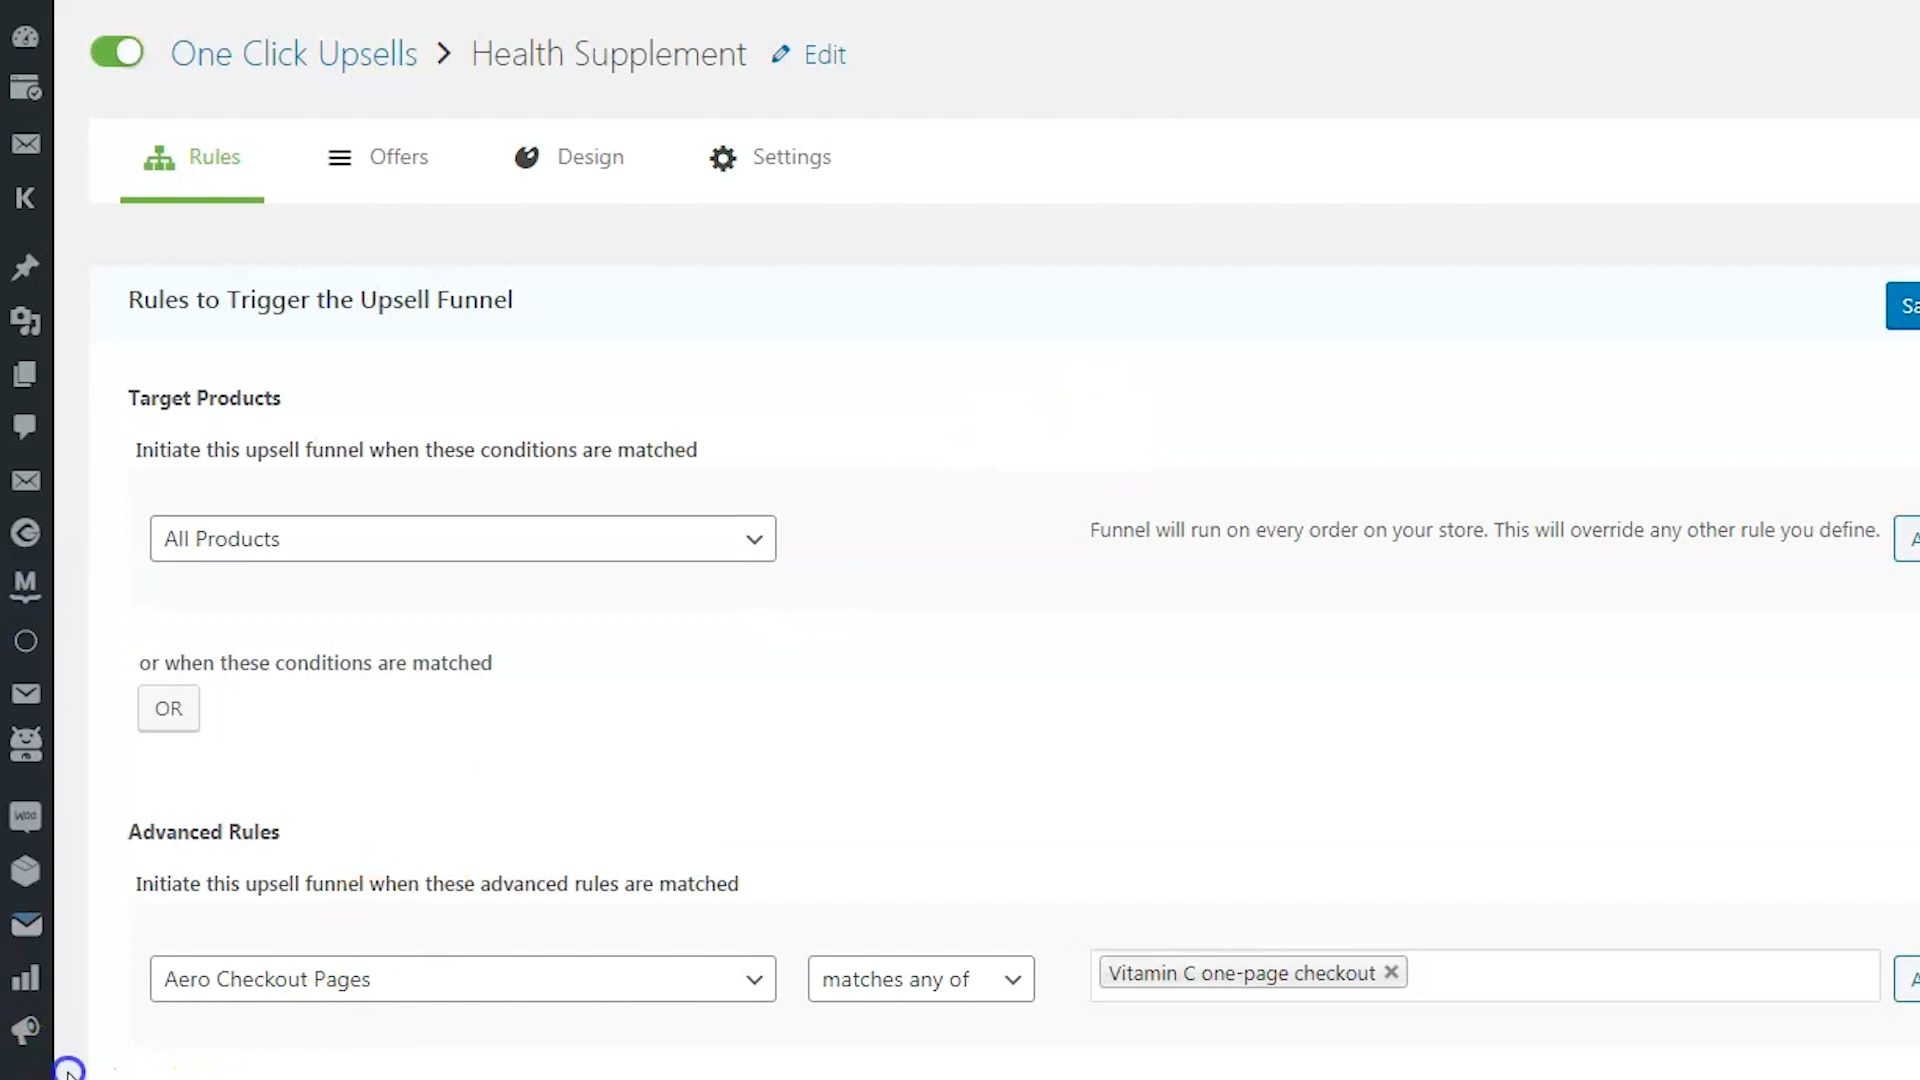 One Click Upsells > Health Supplement Edit
Rules Offers Design Settings
Rules to Trigger the Upsell Funnel
Sa
Target Products
Initiate this upsell funnel when these conditions are matched
All Products
Funnel will run on every order on your store. This will override any other rule you define.
A
or when these conditions are matched
OR
Advanced Rules
Initiate this upsell funnel when these advanced rules are matched
Aero Checkout Pages
matches any of
Vitamin C one-page checkout ×
A
K
M
Woo